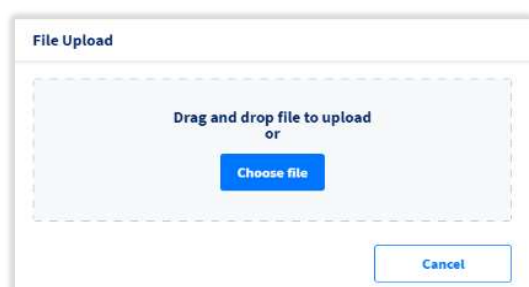 File Upload
Drag and drop file to upload
or
Choose file
Cancel